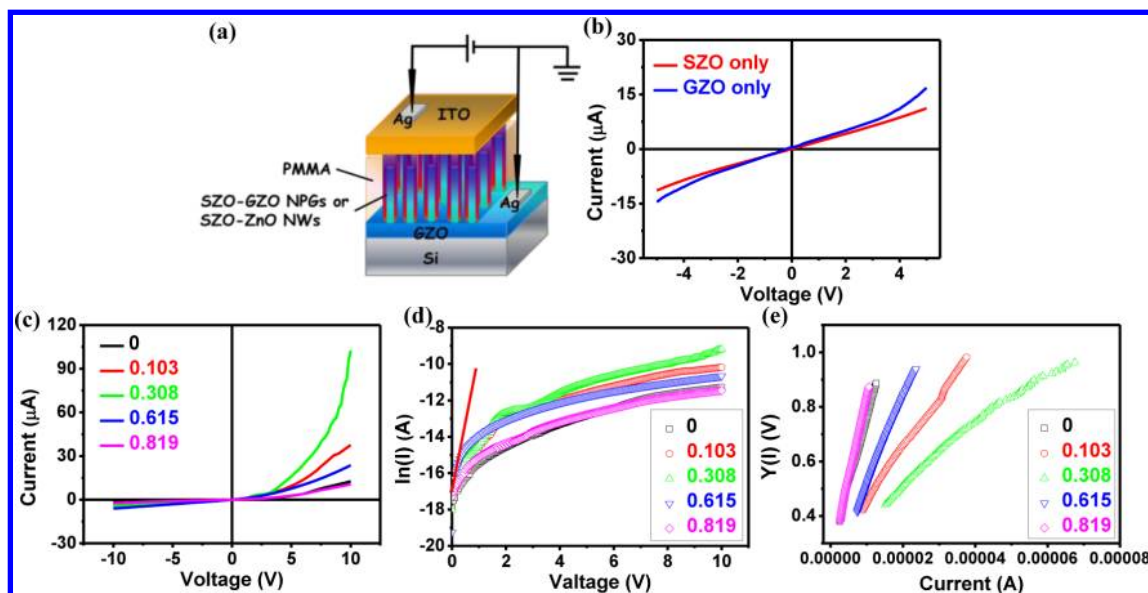 (a)
Ag
ITO
PMMA
SZO-GZO NPGs or
SZO-ZnO NWs
Ag
GZO
Si
(b)
SZO only
GZO only
Current (μA)
30
15
0
-15
-30
-4 -2 0 2 4
Voltage (V)
(c)
0
0.103
0.308
0.615
0.819
Current (μA)
120
90
60
30
0
-30
-10 -5 0 5 10
Voltage (V)
(d)
ln(I) (A)
-8
-10
-12
-14
-16
-18
-20
0
0.103
0.308
0.615
0.819
0 2 4 6 8 10
Valtage (V)
(e)
Y(I) (V)
1.0
0.8
0.6
0.4
0
0.103
0.308
0.615
0.819
0.00000 0.00002 0.00004 0.00006 0.00008
Current (A)